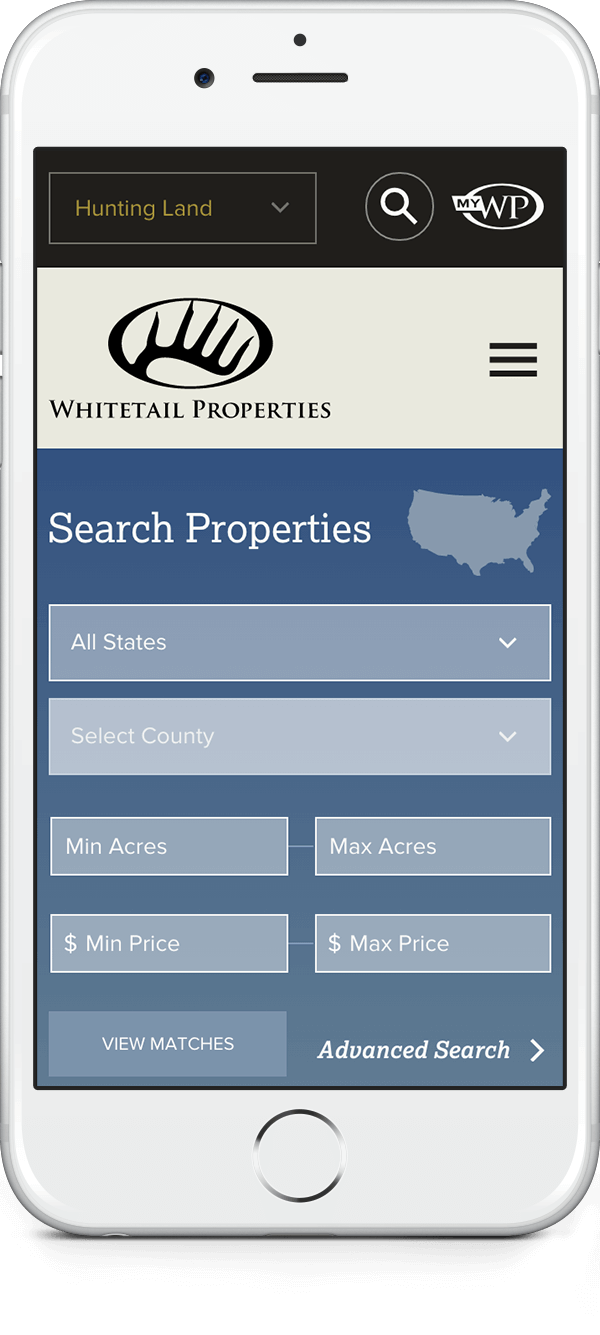 Hunting Land
MY WP
WHITETAIL PROPERTIES
Search Properties
All States
Select County
Min Acres
Max Acres
$ Min Price
$ Max Price
VIEW MATCHES
Advanced Search